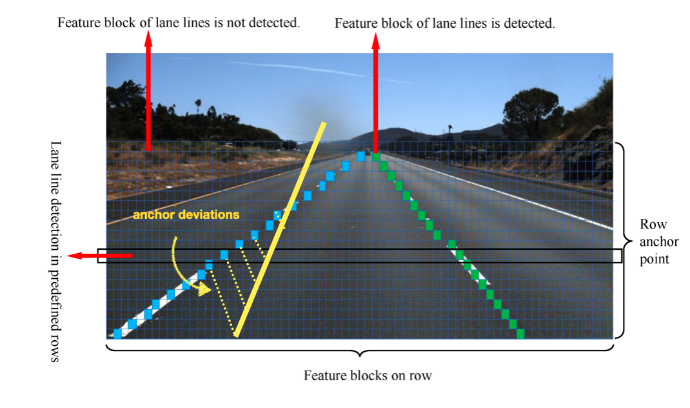 Feature block of lane lines is not detected.
Feature block of lane lines is detected.
Lane line detection in predefined rows
anchor deviations
Row
anchor
point
Feature blocks on row